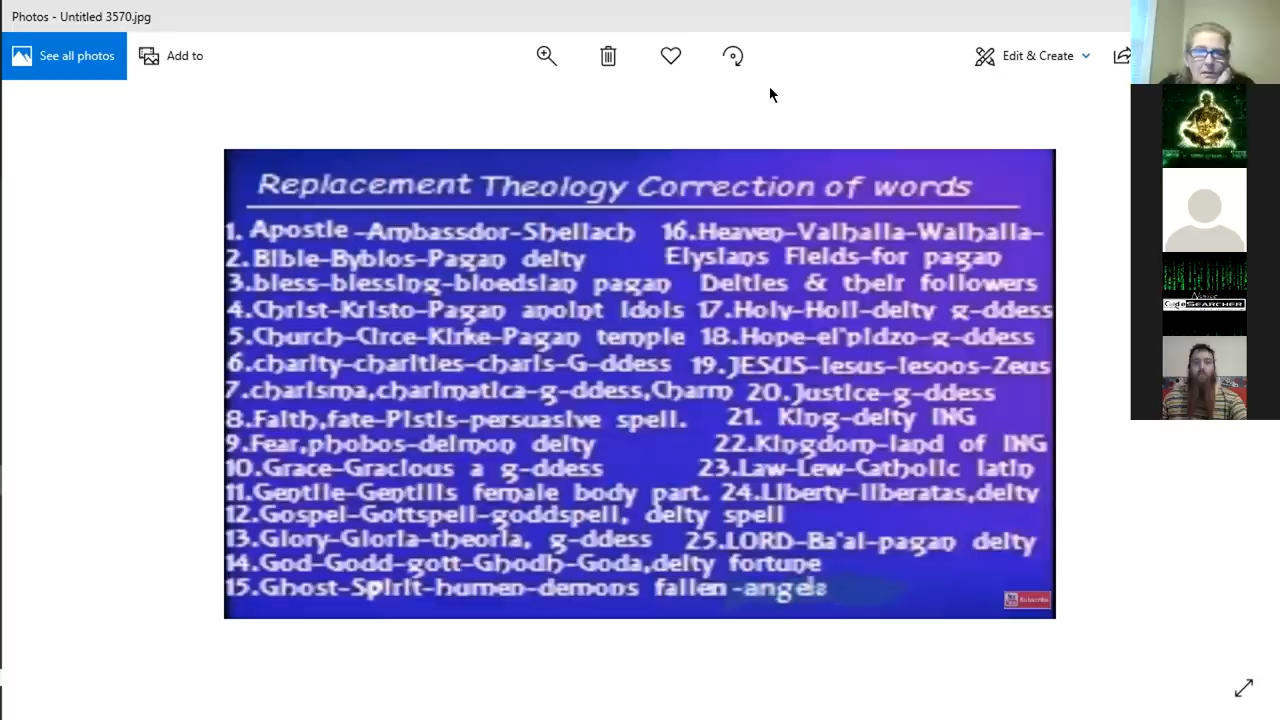 Photos - Untitled 3570.jpg
See all photos
Add to
Edit & Create
Replacement Theology Correction of words
1. Apostle -Ambassdor-Shellach
2. Bible-Byblos-Pagan deity
3.bless-blessing-bloedsian pagan
4.Christ-Kristo-Pagan anoint idols
5.Church-Circe-Kirke-Pagan temple
6.charity-charities-charis-G-ddess
7.charisma,charimatica-g-ddess,Charm
8.Faith,fate-Pistis-persuasive spell.
9.Fear,phobos-deimon deity
10.Grace-Gracious a g-ddess
11.Gentile-Gentilis female body part.
12.Gospel-Gottspell-goddspell, deity spell
13.Glory-Gloria-theoria, g-ddess
14.God-Godd-gott-Ghodh-Goda,deity fortune
15.Ghost-Spirit-humen-demons fallen -angels
16.Heaven-Valhalla-Walhalla-
Elysians Fields-for pagan
Deities & their followers
17.Holy-Holi-deity g-ddess
18.Hope-el'pidzo-g-ddess
19.JESUS-Iesus-Iesoos-Zeus
20.Justice-g-ddess
21. King-deity ING
22.Kingdom-land of ING
23.Law-Lew-Catholic latin
24.Liberty-liberatas,deity
25.LORD-Ba'al-pagan deity
Subscribe
CodeSEARCHER